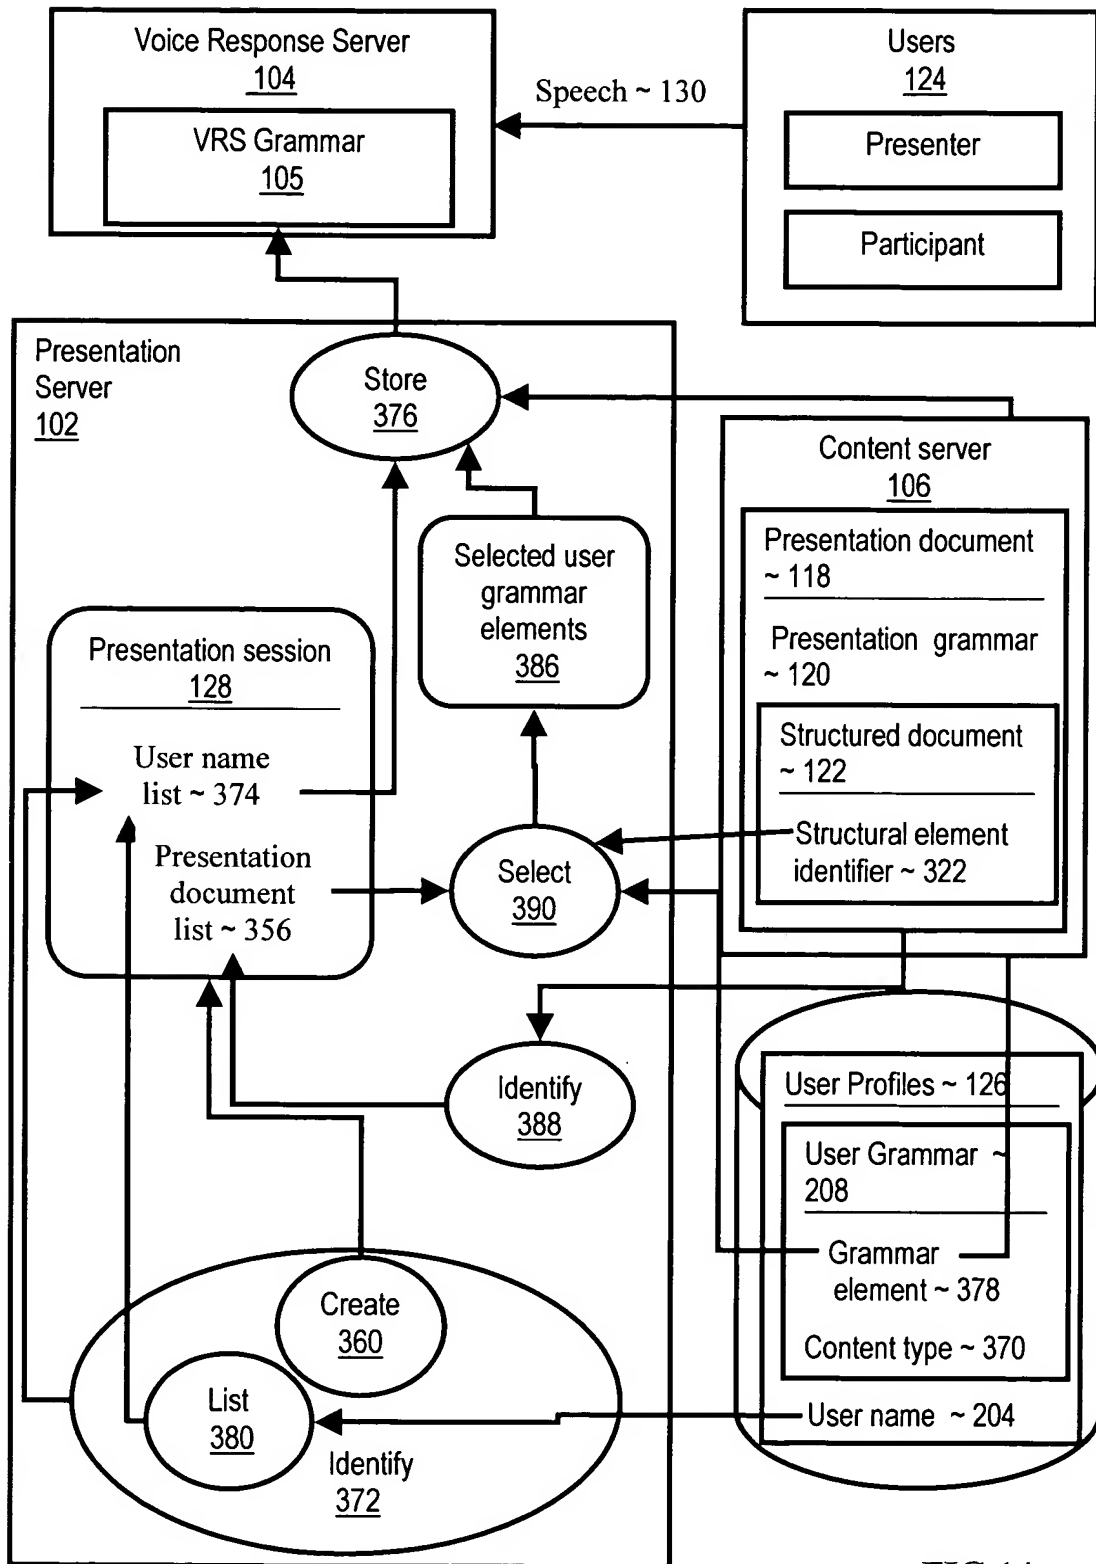 Voice Response Server
104
VRS Grammar
105
Speech ~ 130
Users
124
Presenter
Participant
Presentation
Server
102
Store
376
Content server
106
Presentation document
~ 118
Presentation grammar
~ 120
Structured document
~ 122
Structural element
identifier ~ 322
Selected user
grammar
elements
386
Presentation session
128
User name
list ~ 374
Presentation
document
list ~ 356
Select
390
Identify
388
User Profiles ~ 126
User Grammar ~
208
Grammar
element ~ 378
Content type ~ 370
User name ~ 204
Create
360
List
380
Identify
372